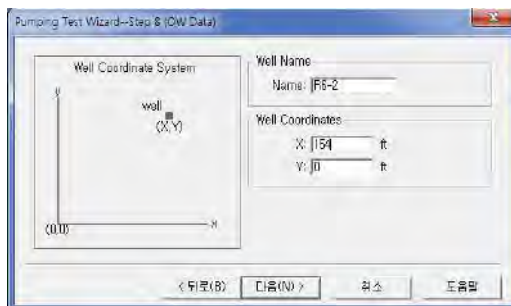 Pumping Test Wizard--Step 8 (OW Data)
Well Coordinate System
y
well
(X,Y)
x
(0,0)
Well Name
Name: R6-2
Well Coordinates
X: 154 ft
Y: 0 ft
< 뒤로(B)
다음(N) >
취소
도움말